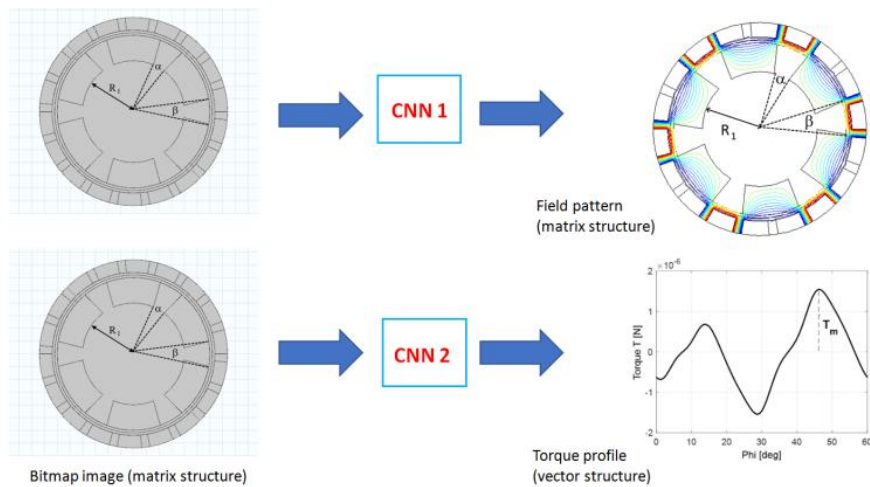 α
R₁
β
CNN 1
α
R₁
β
Field pattern
(matrix structure)
α
R₁
β
CNN 2
×10⁻⁶
2
1
0
-1
-2
Torque T [N]
Tₘ
0
10
20
30
40
50
60
Phi [deg]
Bitmap image (matrix structure)
Torque profile
(vector structure)